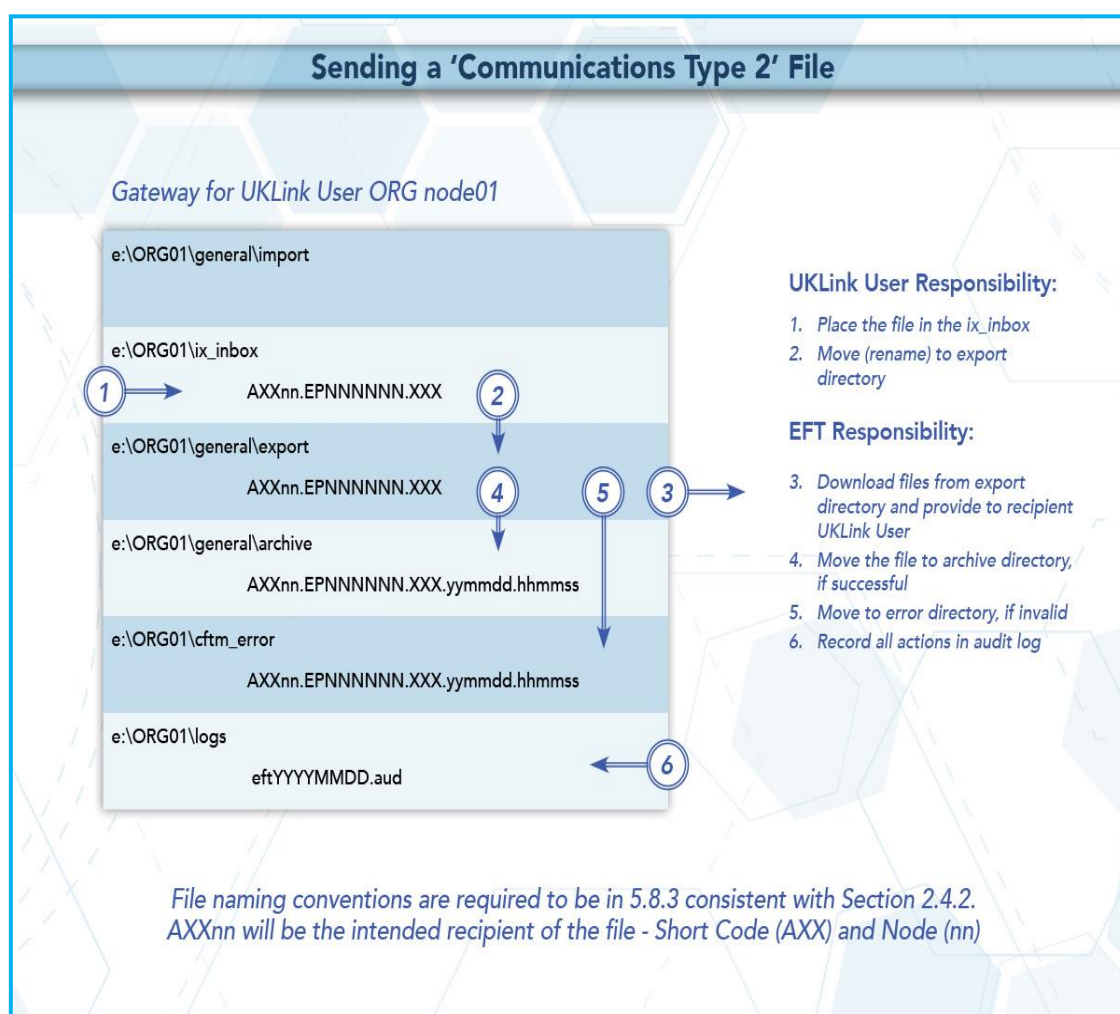 Sending a 'Communications Type 2' File
Gateway for UKLink User ORG node01
e:\ORG01\general\import
e:\ORG01\ix_inbox
1
AXXnn.EPNNNNNN.XXX
2
e:\ORG01\general\export
AXXnn.EPNNNNNN.XXX
4
5
3
e:\ORG01\general\archive
AXXnn.EPNNNNNN.XXX.yymmdd.hhmmss
e:\ORG01\cftm_error
AXXnn.EPNNNNNN.XXX.yymmdd.hhmmss
e:\ORG01\logs
eftYYYYMMDD.aud
6
UKLink User Responsibility:
1. Place the file in the ix_inbox
2. Move (rename) to export
directory
EFT Responsibility:
3. Download files from export
directory and provide to recipient
UKLink User
4. Move the file to archive directory,
if successful
5. Move to error directory, if invalid
6. Record all actions in audit log
File naming conventions are required to be in 5.8.3 consistent with Section 2.4.2.
AXXnn will be the intended recipient of the file - Short Code (AXX) and Node (nn)